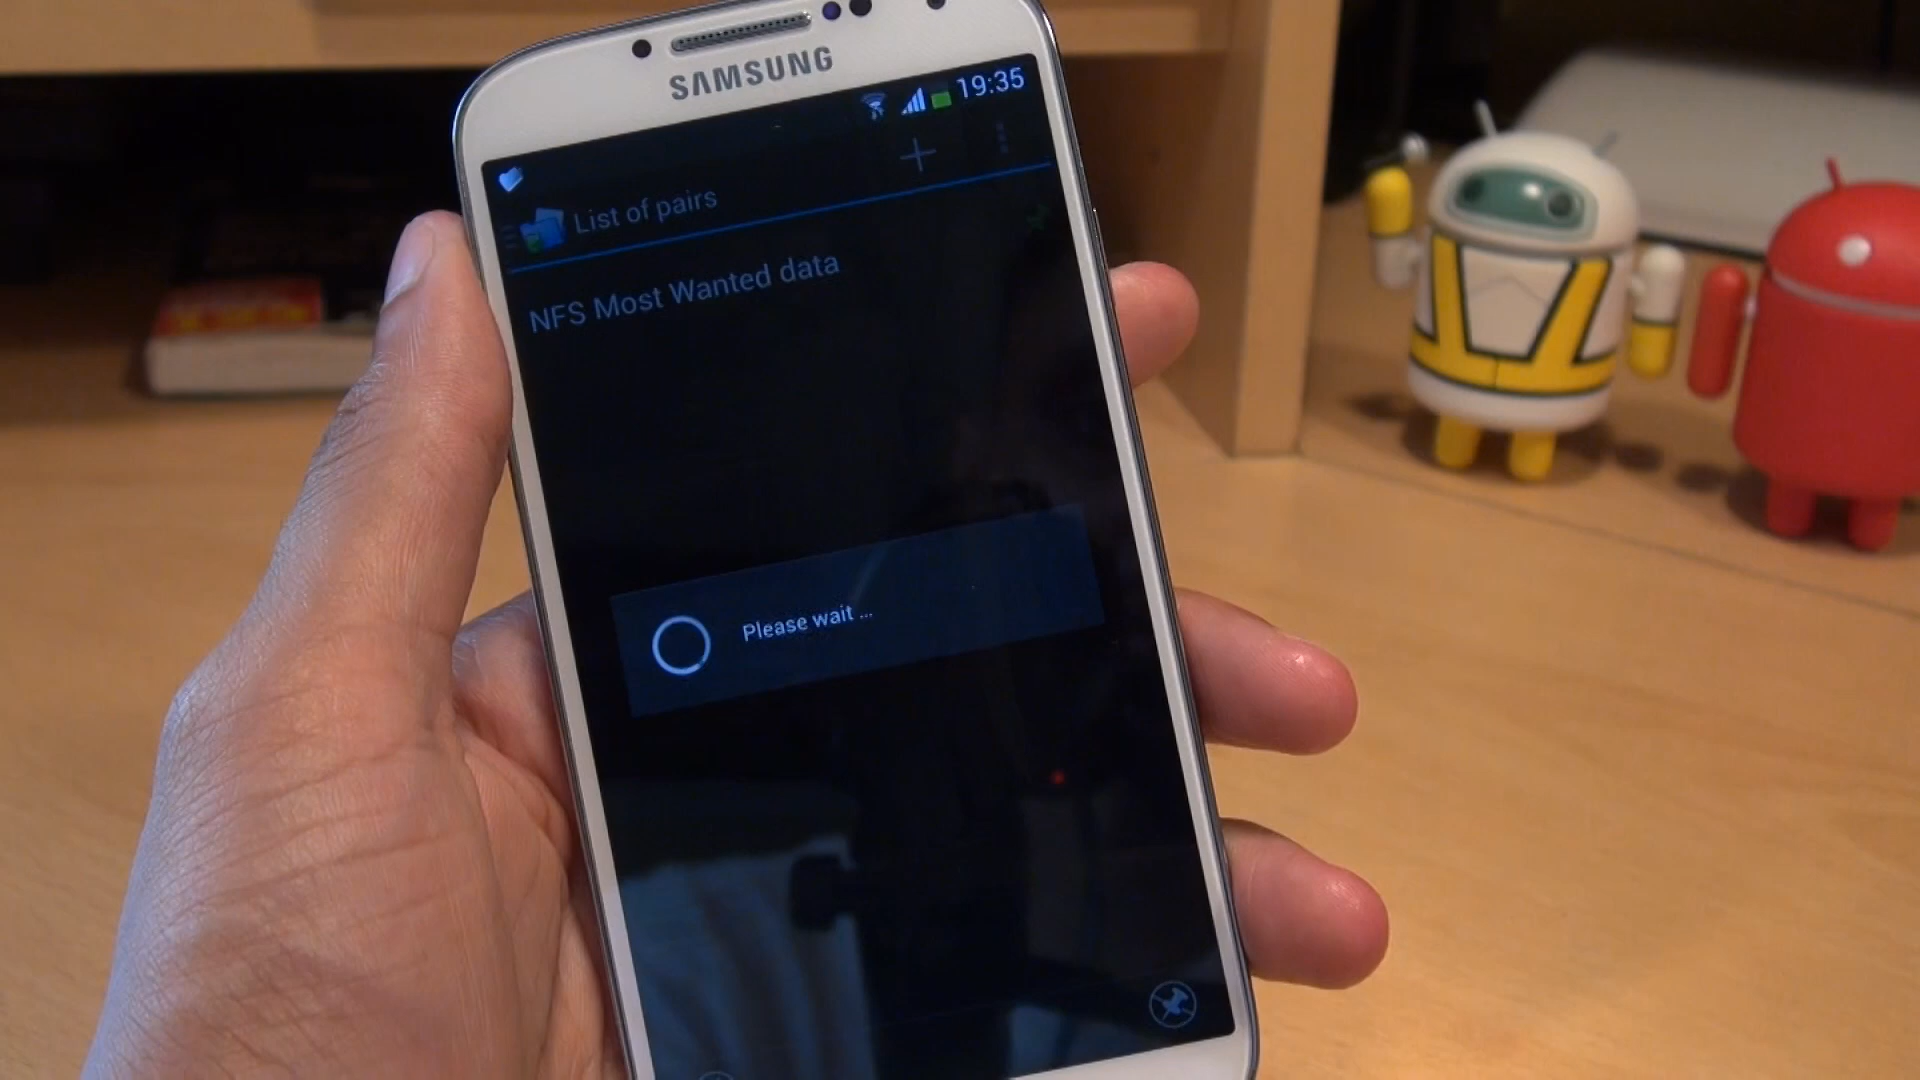 SAMSUNG
19:35
List of pairs
NFS Most Wanted data
Please wait ...